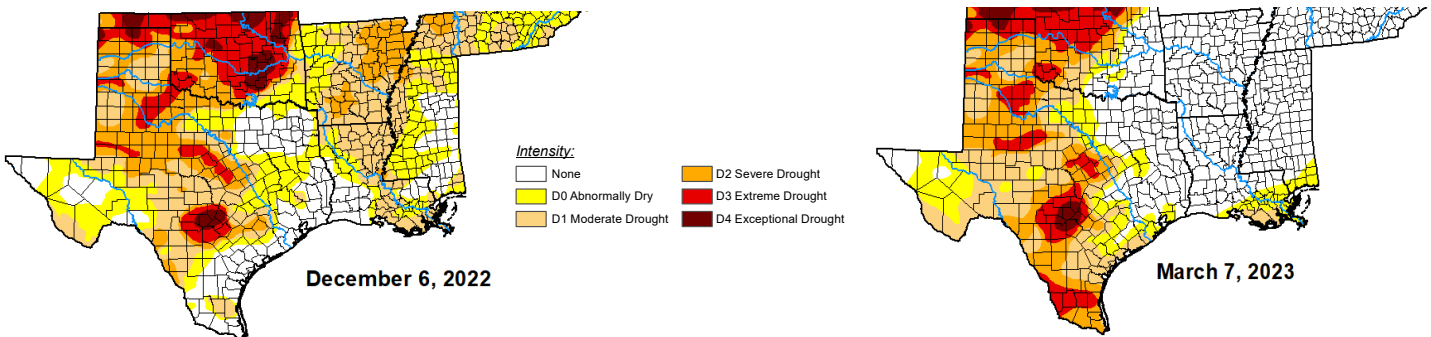 Intensity:
None
D0 Abnormally Dry
D1 Moderate Drought
D2 Severe Drought
D3 Extreme Drought
D4 Exceptional Drought
December 6, 2022
March 7, 2023